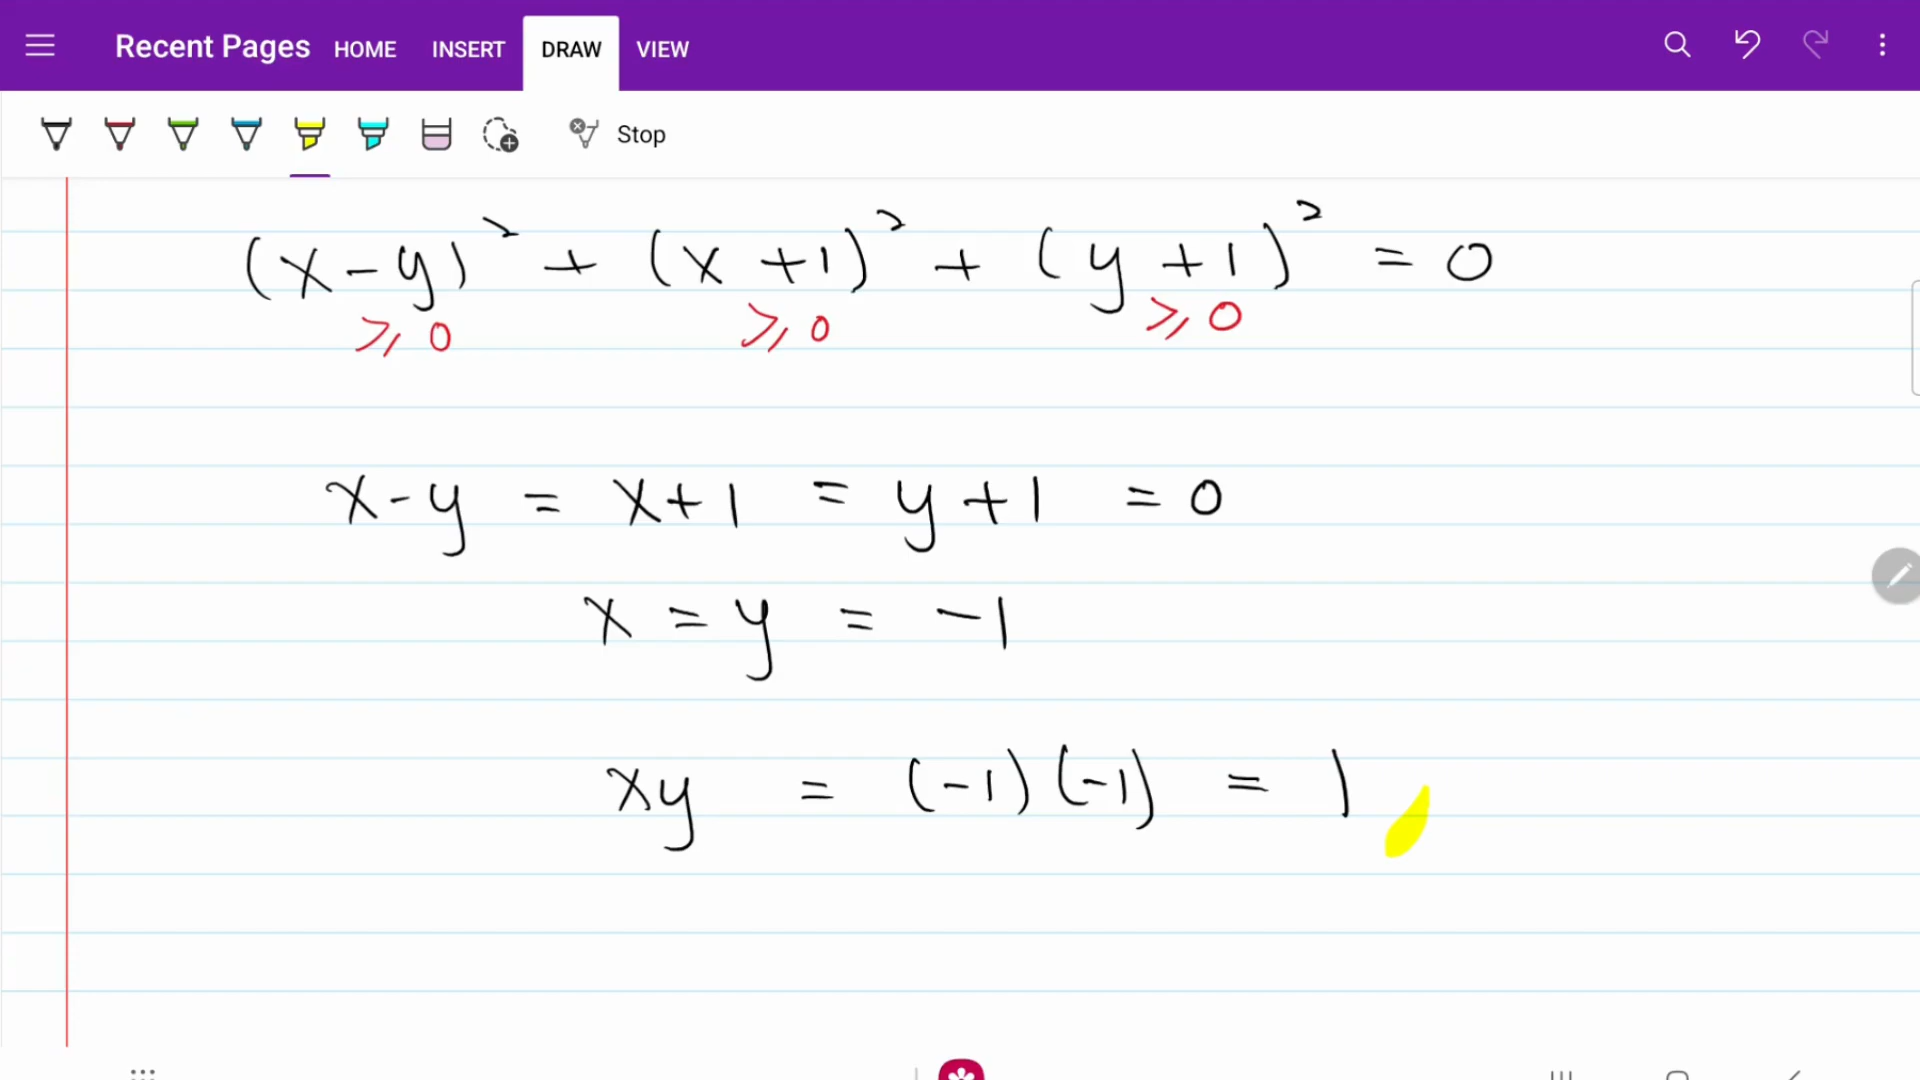 Recent Pages HOME INSERT DRAW VIEW
Stop
(x-y)² + (x+1)² + (y+1)² = 0
⩾ 0 ⩾ 0 ⩾ 0
x-y = x+1 = y+1 = 0
x = y = -1
xy = (-1)(-1) = 1